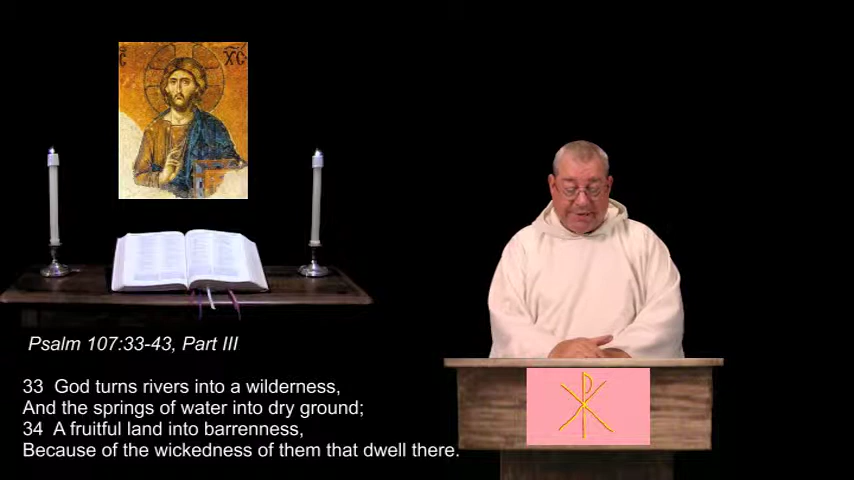 C
XC
Psalm 107:33-43, Part III
33 God turns rivers into a wilderness,
And the springs of water into dry ground;
34 A fruitful land into barrenness,
Because of the wickedness of them that dwell there.